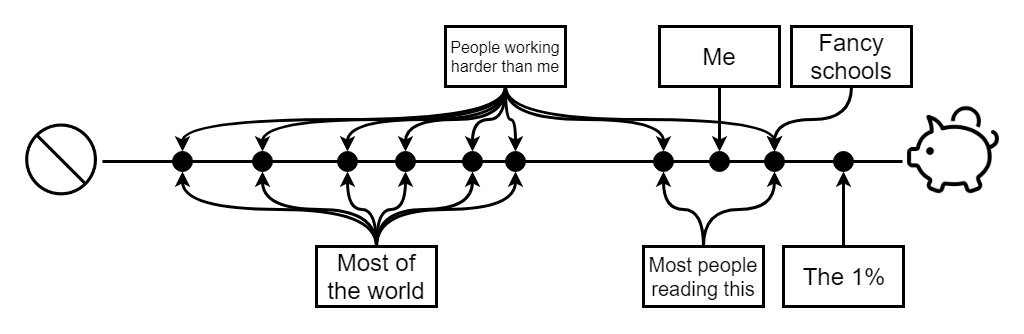 People working
harder than me
Me
Fancy
schools
Most of
the world
Most people
reading this
The 1%